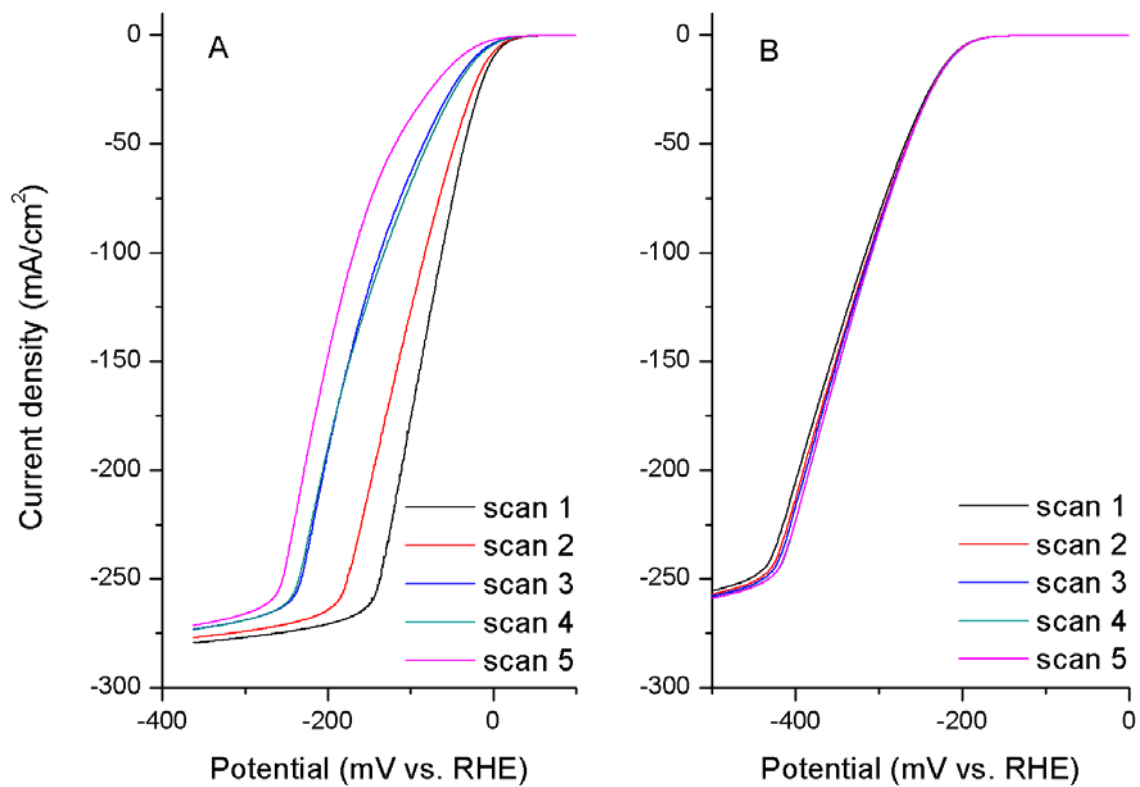 A
B
0
-50
-100
-150
-200
-250
-300
Current density (mA/cm²)
scan 1
scan 2
scan 3
scan 4
scan 5
-400
-200
0
Potential (mV vs. RHE)
0
-50
-100
-150
-200
-250
-300
scan 1
scan 2
scan 3
scan 4
scan 5
-400
-200
0
Potential (mV vs. RHE)